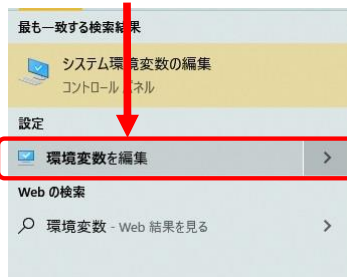 最も一致する検索結果
システム環境変数の編集
コントロール パネル
設定
環境変数を編集
Web の検索
環境変数 - Web 結果を見る